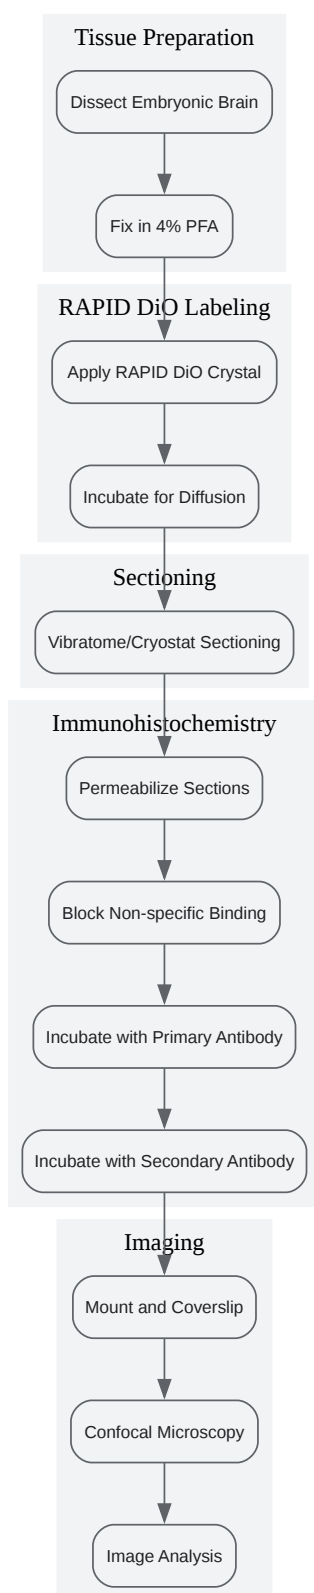 Tissue Preparation
Dissect Embryonic Brain
Fix in 4% PFA
RAPID DiO Labeling
Apply RAPID DiO Crystal
Incubate for Diffusion
Sectioning
Vibratome/Cryostat Sectioning
Immunohistochemistry
Permeabilize Sections
Block Non-specific Binding
Incubate with Primary Antibody
Incubate with Secondary Antibody
Imaging
Mount and Coverslip
Confocal Microscopy
Image Analysis